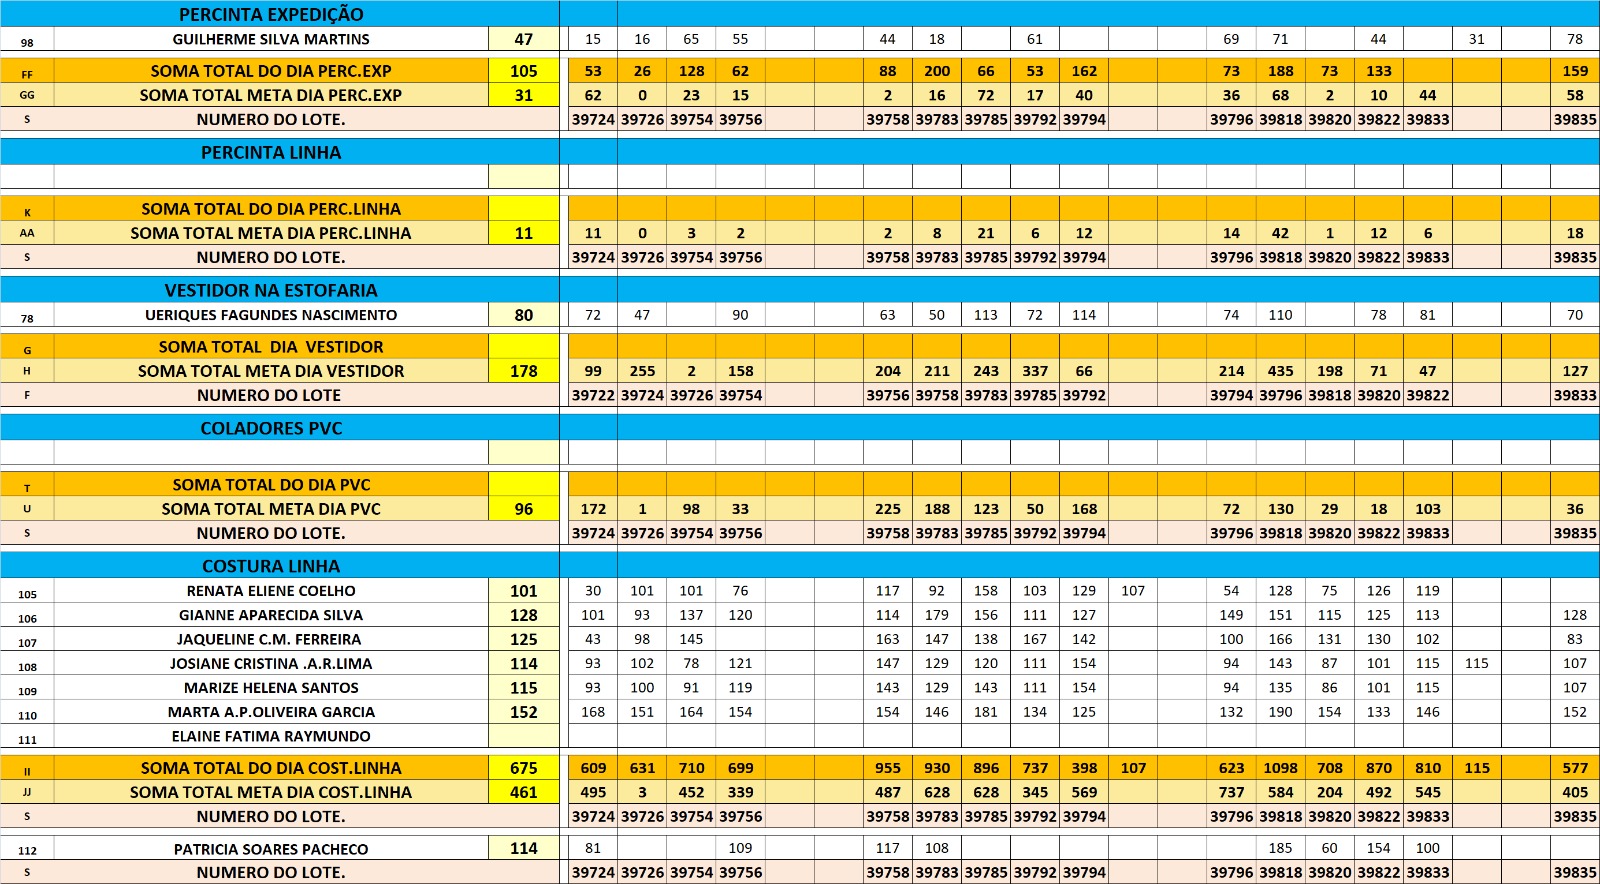 PERCINTA EXPEDIÇÃO
98 GUILHERME SILVA MARTINS 47 15 16 65 55 44 18 61 69 71 44 31 78
FF SOMA TOTAL DO DIA PERC.EXP 105 53 26 128 62 88 200 66 53 162 73 188 73 133 159
GG SOMA TOTAL META DIA PERC.EXP 31 62 0 23 15 2 16 72 17 40 36 68 2 10 44 58
S NUMERO DO LOTE. 39724 39726 39754 39756 39758 39783 39785 39792 39794 39796 39818 39820 39822 39833 39835
PERCINTA LINHA
K SOMA TOTAL DO DIA PERC.LINHA
AA SOMA TOTAL META DIA PERC.LINHA 11 11 0 3 2 2 8 21 6 12 14 42 1 12 6 18
S NUMERO DO LOTE. 39724 39726 39754 39756 39758 39783 39785 39792 39794 39796 39818 39820 39822 39833 39835
VESTIDOR NA ESTOFARIA
78 UERIQUES FAGUNDES NASCIMENTO 80 72 47 90 63 50 113 72 114 74 110 78 81 70
G SOMA TOTAL DIA VESTIDOR
H SOMA TOTAL META DIA VESTIDOR 178 99 255 2 158 204 211 243 337 66 214 435 198 71 47 127
F NUMERO DO LOTE 39722 39724 39726 39754 39756 39758 39783 39785 39792 39794 39796 39818 39820 39822 39833
COLADORES PVC
T SOMA TOTAL DO DIA PVC
U SOMA TOTAL META DIA PVC 96 172 1 98 33 225 188 123 50 168 72 130 29 18 103 36
S NUMERO DO LOTE. 39724 39726 39754 39756 39758 39783 39785 39792 39794 39796 39818 39820 39822 39833 39835
COSTURA LINHA
105 RENATA ELIENE COELHO 101 30 101 101 76 117 92 158 103 129 107 54 128 75 126 119
106 GIANNE APARECIDA SILVA 128 101 93 137 120 114 179 156 111 127 149 151 115 125 113 128
107 JAQUELINE C.M. FERREIRA 125 43 98 145 163 147 138 167 142 100 166 131 130 102 83
108 JOSIANE CRISTINA .A.R.LIMA 114 93 102 78 121 147 129 120 111 154 94 143 87 101 115 115 107
109 MARIZE HELENA SANTOS 115 93 100 91 119 143 129 143 111 154 94 135 86 101 115 107
110 MARTA A.P.OLIVEIRA GARCIA 152 168 151 164 154 154 146 181 134 125 132 190 154 133 146 152
111 ELAINE FATIMA RAYMUNDO
II SOMA TOTAL DO DIA COST.LINHA 675 609 631 710 699 955 930 896 737 398 107 623 1098 708 870 810 115 577
JJ SOMA TOTAL META DIA COST.LINHA 461 495 3 452 339 487 628 628 345 569 737 584 204 492 545 405
S NUMERO DO LOTE. 39724 39726 39754 39756 39758 39783 39785 39792 39794 39796 39818 39820 39822 39833 39835
112 PATRICIA SOARES PACHECO 114 81 109 117 108 185 60 154 100
S NUMERO DO LOTE. 39724 39726 39754 39756 39758 39783 39785 39792 39794 39796 39818 39820 39822 39833 39835